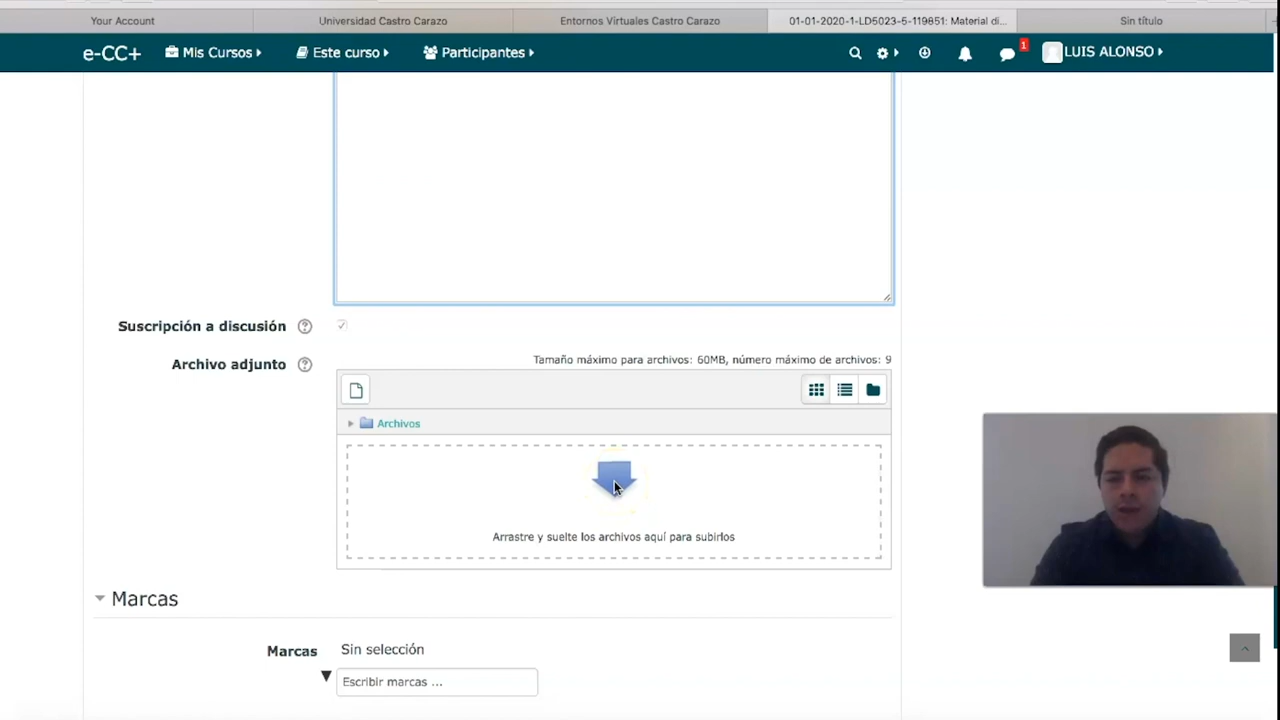 Your Account
Universidad Castro Carazo
Entornos Virtuales Castro Carazo
01-01-2020-1-LD5023-5-119851: Material di...
Sin título
e-CC+
Mis Cursos
Este curso
Participantes
1
LUIS ALONSO
Suscripción a discusión
Archivo adjunto
Tamaño máximo para archivos: 60MB, número máximo de archivos: 9
Archivos
Arrastre y suelte los archivos aquí para subirlos
Marcas
Marcas
Sin selección
Escribir marcas ...